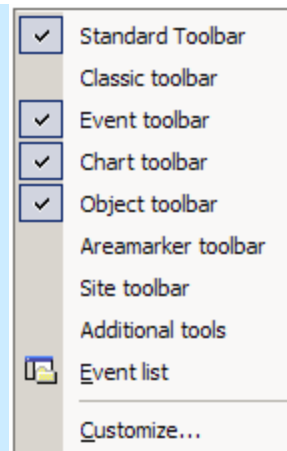 Standard Toolbar
Classic toolbar
Event toolbar
Chart toolbar
Object toolbar
Areamarker toolbar
Site toolbar
Additional tools
Event list
Customize...